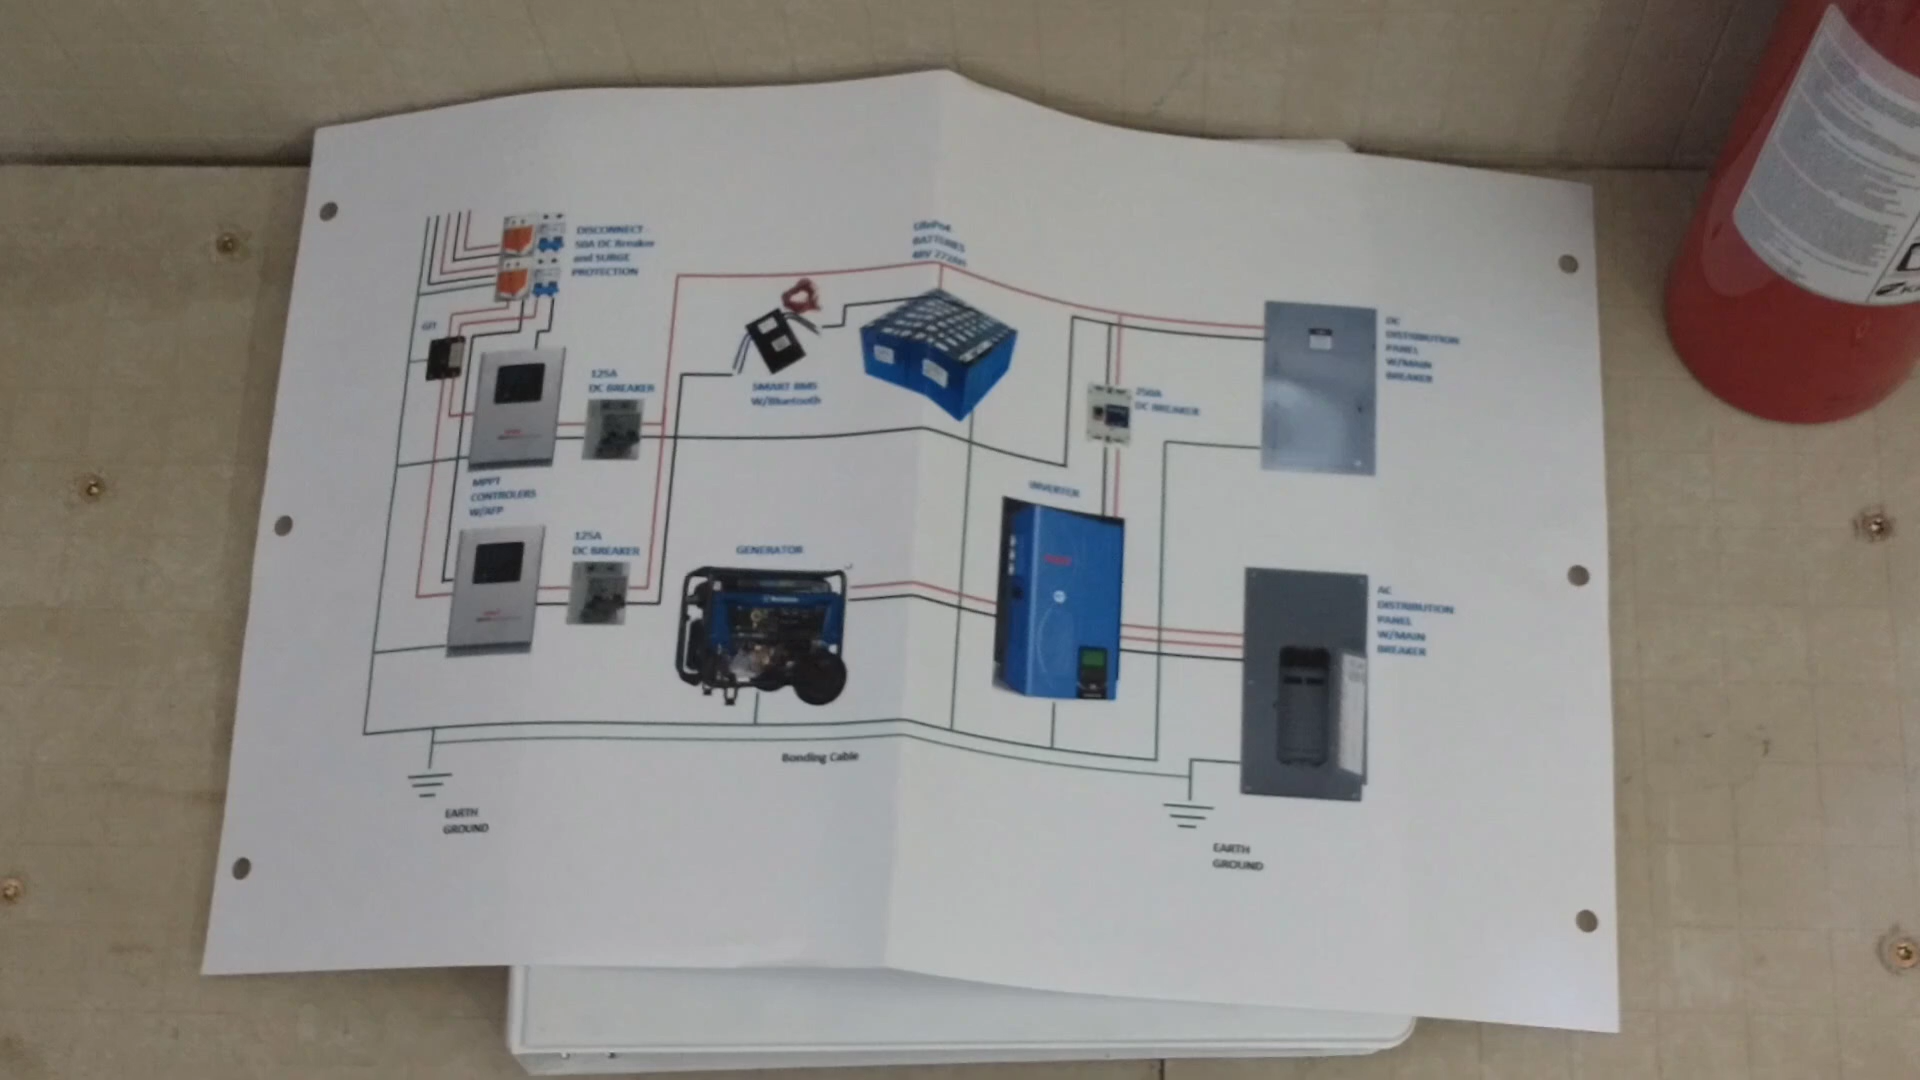 DISCONNECT -
50A DC Breaker
and SURGE
PROTECTION
LifePo4
BATTERIES
48V 272AH
GFI
125A
DC BREAKER
SMART BMS
W/Bluetooth
250A
DC BREAKER
DC
DISTRIBUTION
PANEL
W/MAIN
BREAKER
MPPT
CONTROLERS
W/AFP
INVERTER
125A
DC BREAKER
GENERATOR
AC
DISTRIBUTION
PANEL
W/MAIN
BREAKER
Bonding Cable
EARTH
GROUND
EARTH
GROUND